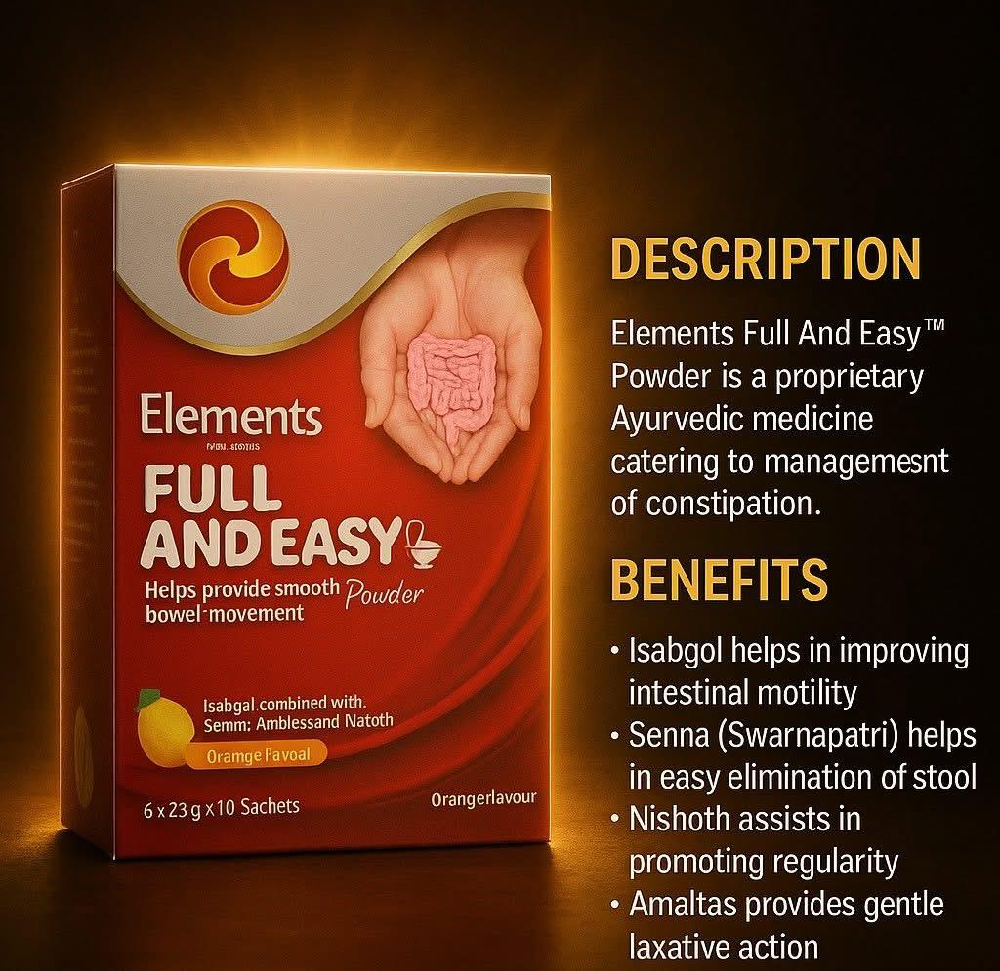 Elements
FULL
AND EASY
Helps provide smooth
bowel-movement
Powder
Isabgal combined with.
Semm: Amblessand Natoth
Oramge Favoal
6 x 23 g x 10 Sachets
Orangerlavour
DESCRIPTION
Elements Full And Easy™
Powder is a proprietary
Ayurvedic medicine
catering to managemesnt
of constipation.
BENEFITS
• Isabgol helps in improving
intestinal motility
• Senna (Swarnapatri) helps
in easy elimination of stool
• Nishoth assists in
promoting regularity
• Amaltas provides gentle
laxative action